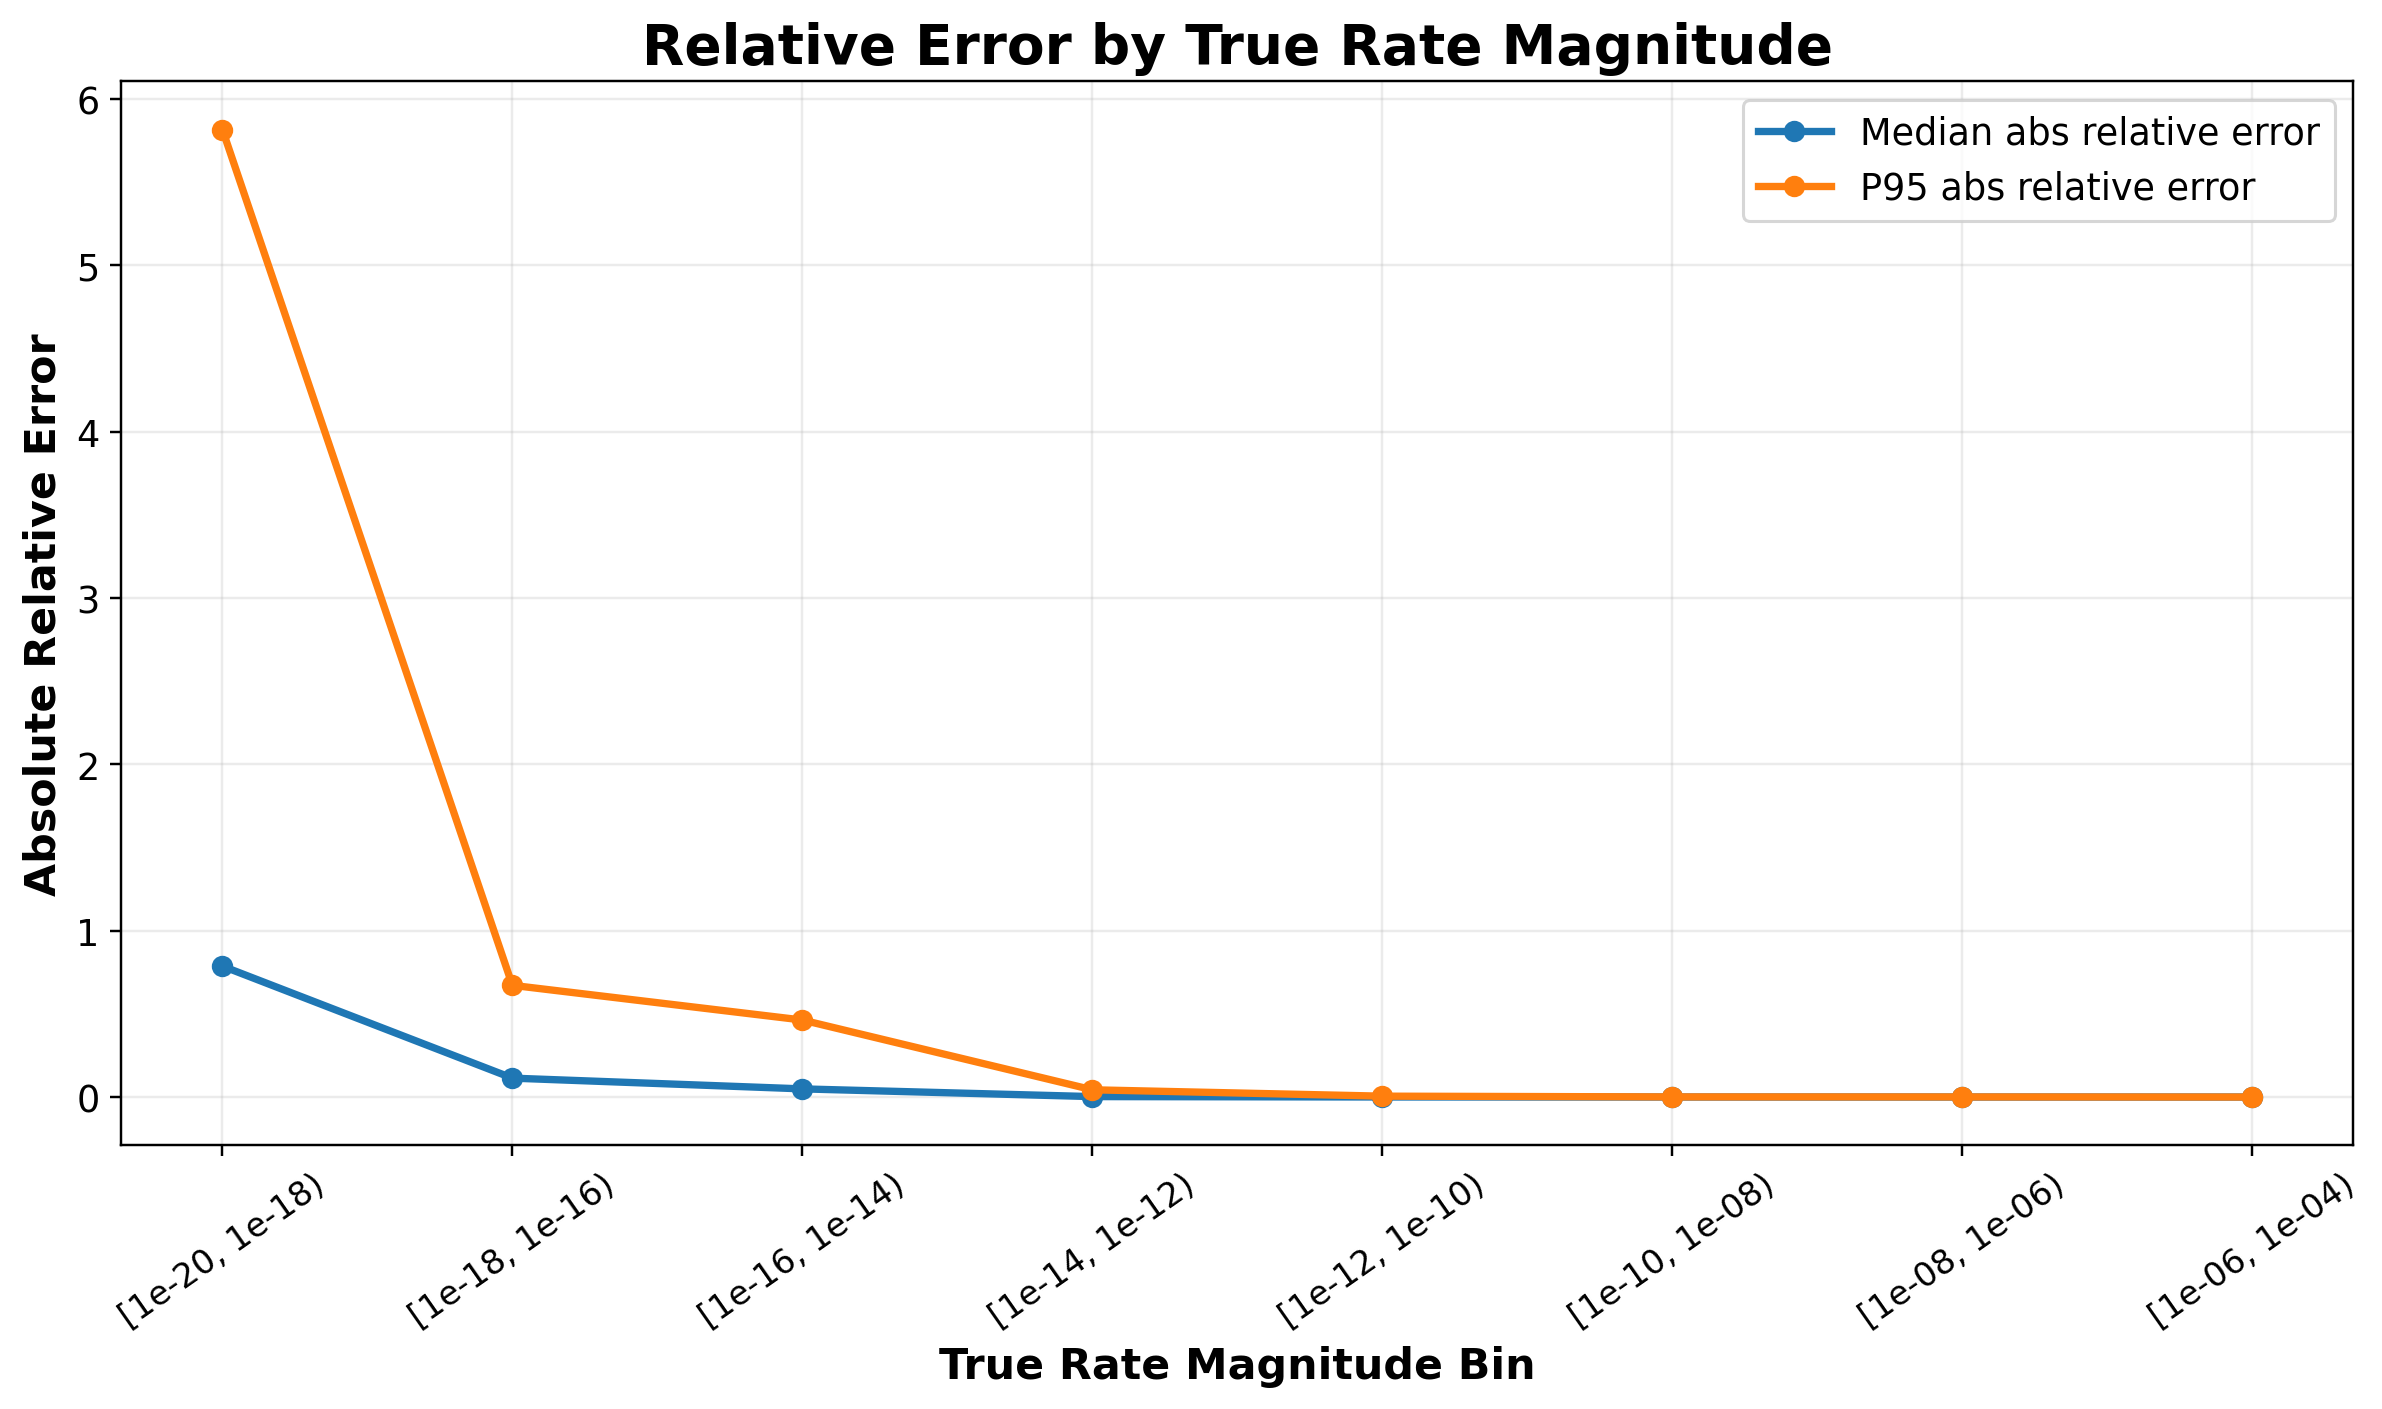 Relative Error by True Rate Magnitude
Median abs relative error
P95 abs relative error
Absolute Relative Error
6
5
4
3
2
1
0
[1e-20, 1e-18)
[1e-18, 1e-16)
[1e-16, 1e-14)
[1e-14, 1e-12)
[1e-12, 1e-10)
[1e-10, 1e-08)
[1e-08, 1e-06)
[1e-06, 1e-04)
True Rate Magnitude Bin